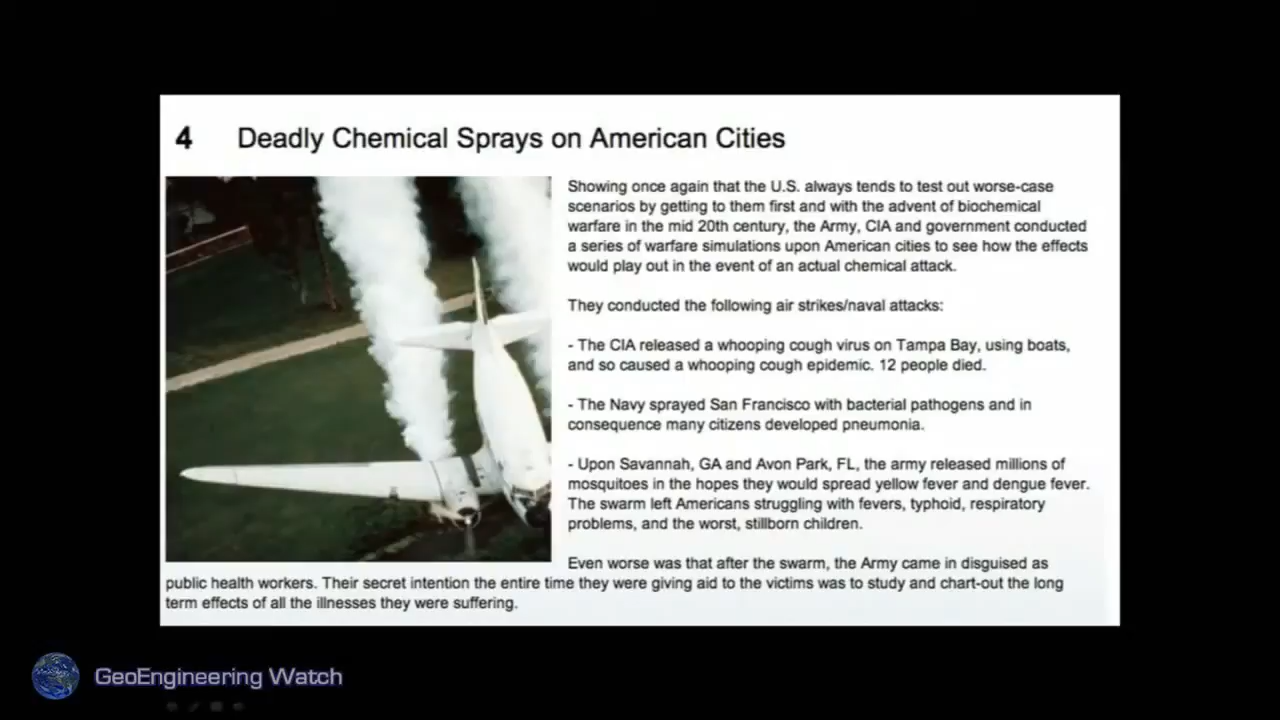 4 Deadly Chemical Sprays on American Cities
Showing once again that the U.S. always tends to test out worse-case
scenarios by getting to them first and with the advent of biochemical
warfare in the mid 20th century, the Army, CIA and government conducted
a series of warfare simulations upon American cities to see how the effects
would play out in the event of an actual chemical attack.
They conducted the following air strikes/naval attacks:
- The CIA released a whooping cough virus on Tampa Bay, using boats,
and so caused a whooping cough epidemic. 12 people died.
- The Navy sprayed San Francisco with bacterial pathogens and in
consequence many citizens developed pneumonia.
- Upon Savannah, GA and Avon Park, FL, the army released millions of
mosquitoes in the hopes they would spread yellow fever and dengue fever.
The swarm left Americans struggling with fevers, typhoid, respiratory
problems, and the worst, stillborn children.
Even worse was that after the swarm, the Army came in disguised as
public health workers. Their secret intention the entire time they were giving aid to the victims was to study and chart-out the long
term effects of all the illnesses they were suffering.
GeoEngineering Watch